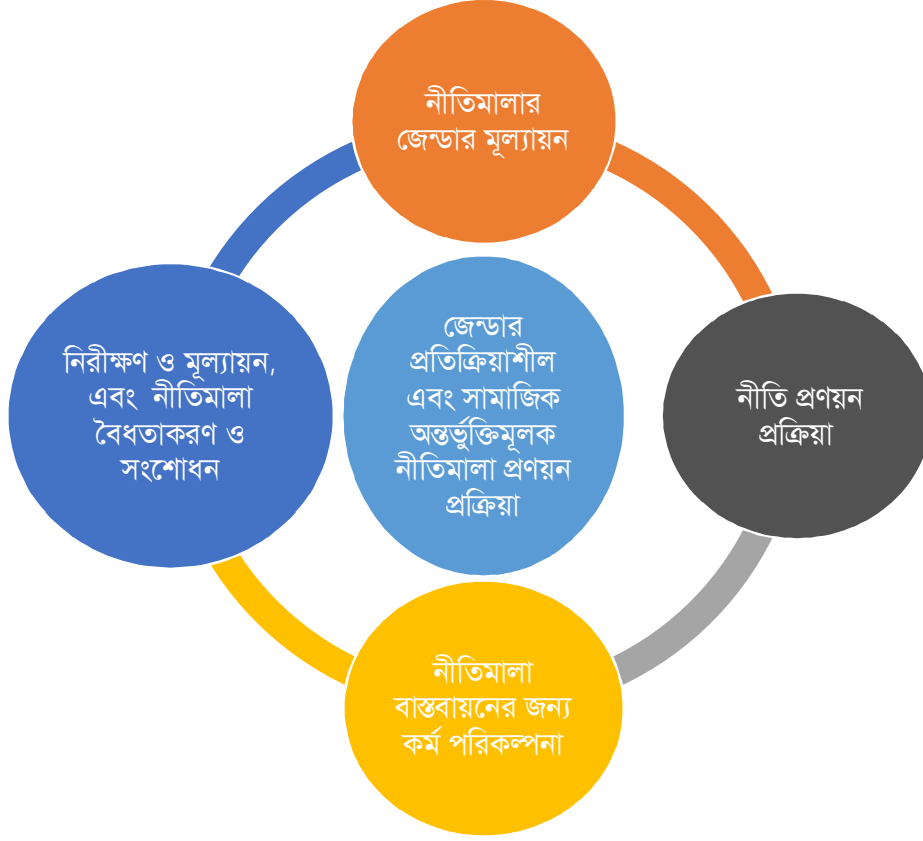 নীতিমালার
জেন্ডার মূল্যায়ন
নিরীক্ষণ ও মূল্যায়ন,
এবং নীতিমালা
বৈধতাকরণ ও
সংশোধন
জেন্ডার
প্রতিক্রিয়াশীল
এবং সামাজিক
অন্তর্ভুক্তিমূলক
নীতিমালা প্রণয়ন
প্রক্রিয়া
নীতি প্রণয়ন
প্রক্রিয়া
নীতিমালা
বাস্তবায়নের জন্য
কর্ম পরিকল্পনা